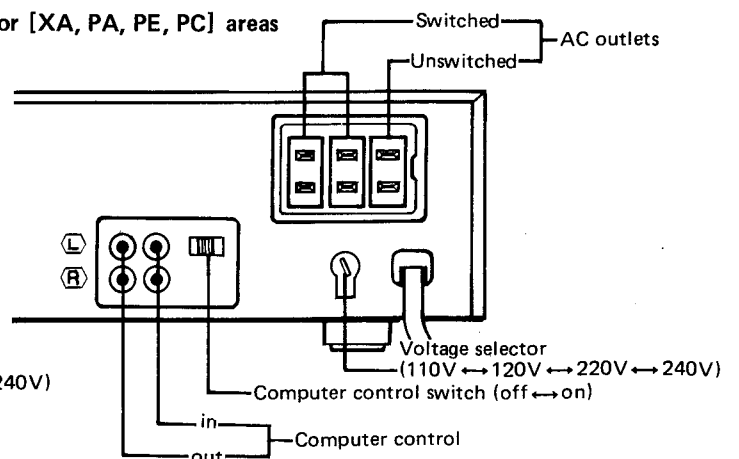 or [XA, PA, PE, PC] areas
Switched
AC outlets
Unswitched
L
R
Voltage selector
(110V ↔ 120V ↔ 220V ↔ 240V)
240V)
Computer control switch (off ↔ on)
in
Computer control
out